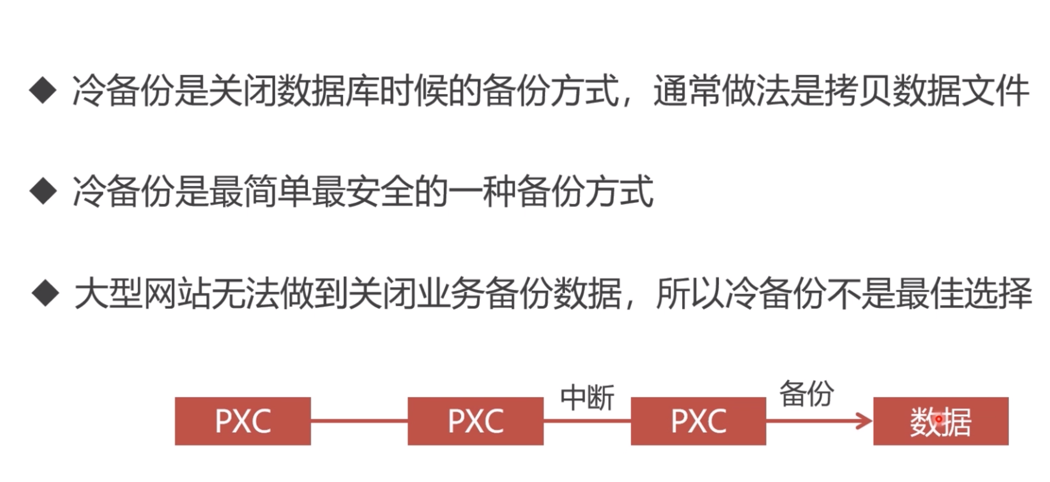 冷备份是关闭数据库时候的备份方式，通常做法是拷贝数据文件
冷备份是最简单最安全的一种备份方式
大型网站无法做到关闭业务备份数据，所以冷备份不是最佳选择
中断
备份
PXC
PXC
PXC
数据